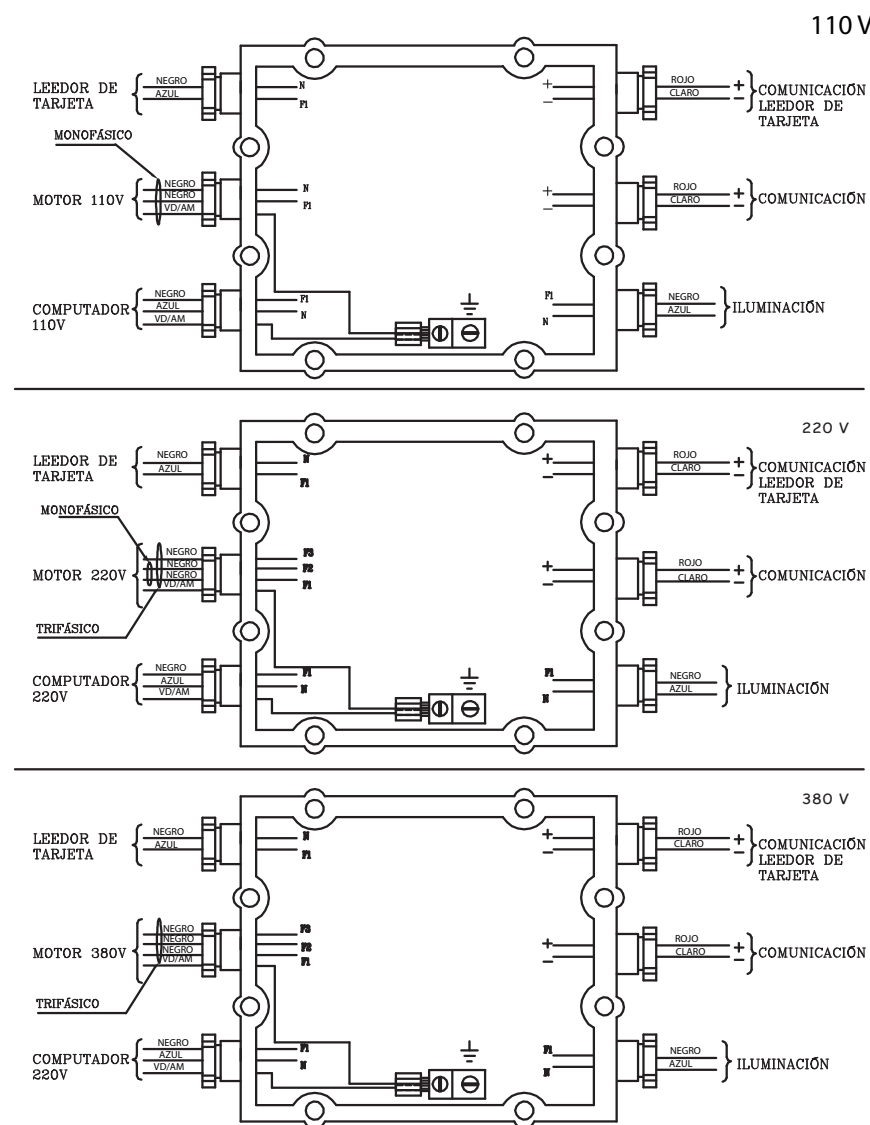 110 V
LEEDOR DE
TARJETA
NEGRO
AZUL
N
F1
+
−
ROJO
CLARO
+
−
COMUNICACIÓN
LEEDOR DE
TARJETA
MONOFÁSICO
MOTOR 110V
NEGRO
NEGRO
VD/AM
N
F1
+
−
ROJO
CLARO
+
−
COMUNICACIÓN
COMPUTADOR
110V
NEGRO
AZUL
VD/AM
F1
N
F1
N
NEGRO
AZUL
ILUMINACIÓN
220 V
LEEDOR DE
TARJETA
NEGRO
AZUL
N
F1
+
−
ROJO
CLARO
+
−
COMUNICACIÓN
LEEDOR DE
TARJETA
MONOFÁSICO
MOTOR 220V
NEGRO
NEGRO
NEGRO
VD/AM
F3
F2
F1
TRIFÁSICO
+
−
ROJO
CLARO
+
−
COMUNICACIÓN
COMPUTADOR
220V
NEGRO
AZUL
VD/AM
F1
N
F1
N
NEGRO
AZUL
ILUMINACIÓN
380 V
LEEDOR DE
TARJETA
NEGRO
AZUL
N
F1
+
−
ROJO
CLARO
+
−
COMUNICACIÓN
LEEDOR DE
TARJETA
MOTOR 380V
NEGRO
NEGRO
NEGRO
VD/AM
F3
F2
F1
TRIFÁSICO
+
−
ROJO
CLARO
+
−
COMUNICACIÓN
COMPUTADOR
220V
NEGRO
AZUL
VD/AM
F1
N
F1
N
NEGRO
AZUL
ILUMINACIÓN